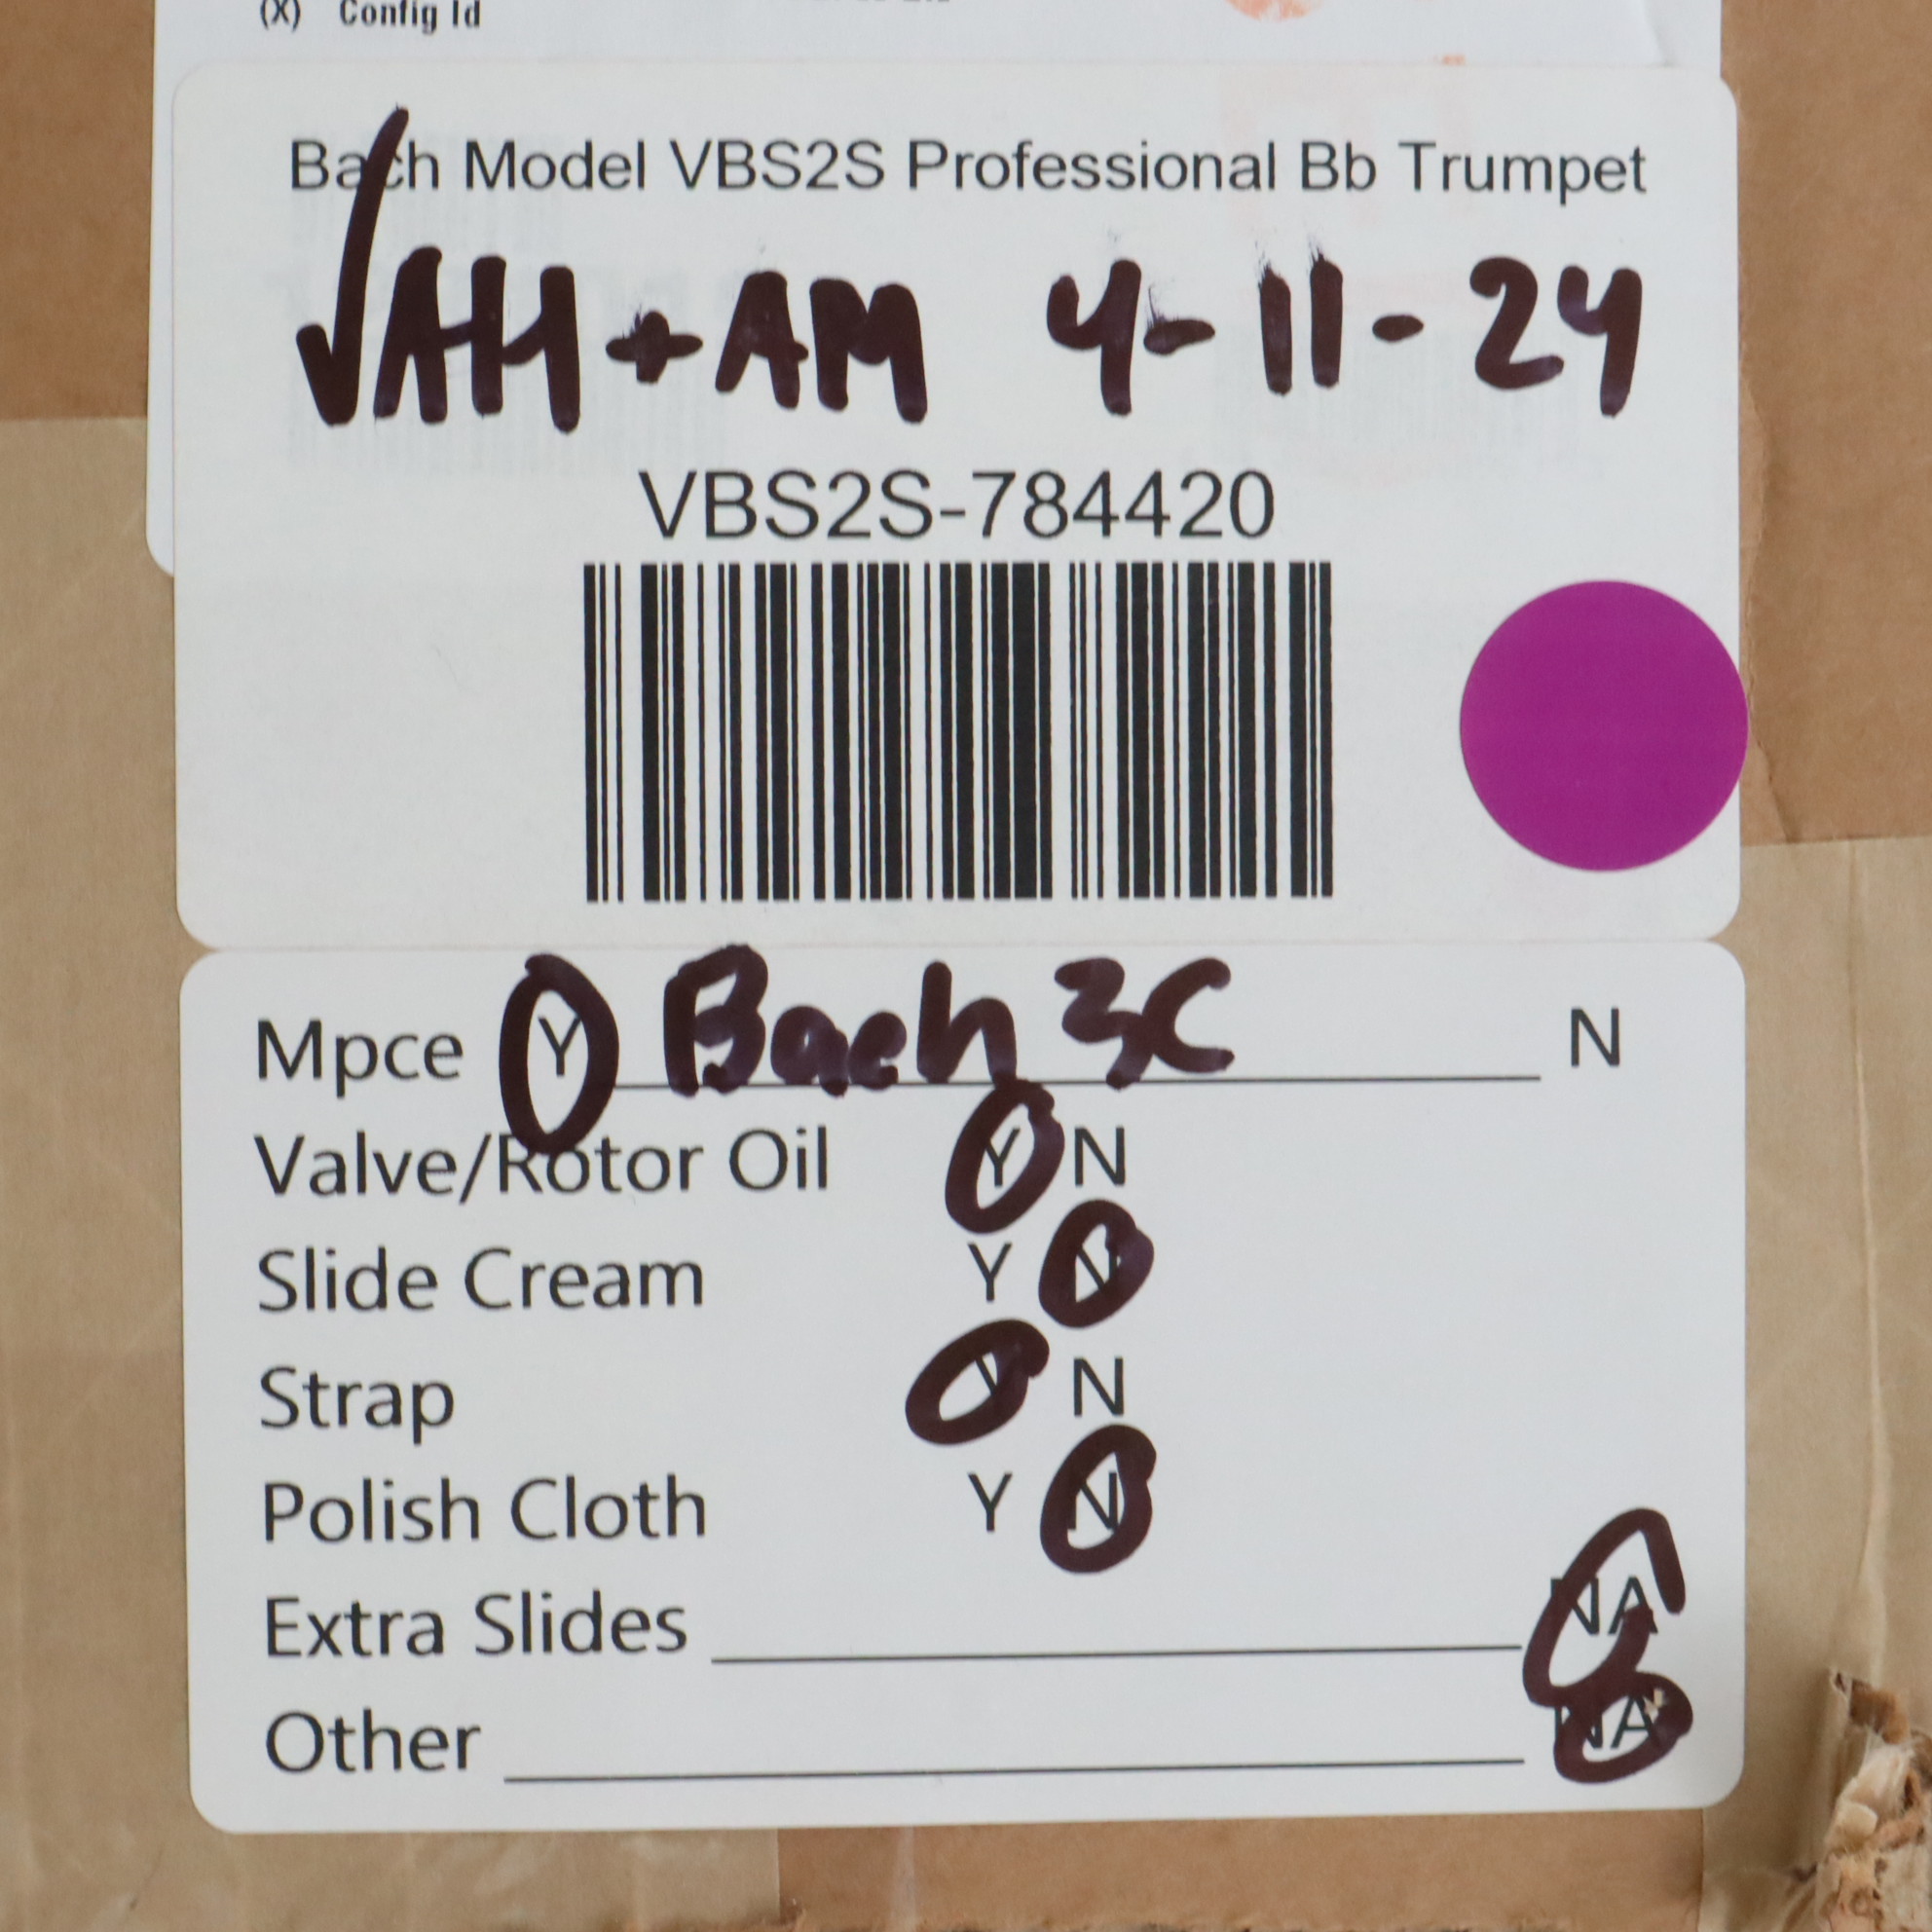 (X) Config Id
Bach Model VBS2S Professional Bb Trumpet
√AH + AM 4-11-24
VBS2S-784420
Mpce Y Bach 3C N
Valve/Rotor Oil Y N
Slide Cream Y N
Strap Y N
Polish Cloth Y N
Extra Slides NA
Other NA